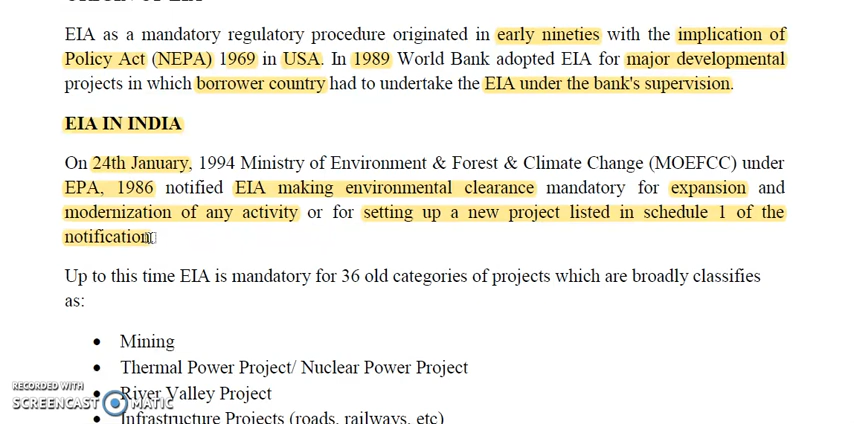 EIA as a mandatory regulatory procedure originated in early nineties with the implication of
Policy Act (NEPA) 1969 in USA. In 1989 World Bank adopted EIA for major developmental
projects in which borrower country had to undertake the EIA under the bank's supervision.
EIA IN INDIA
On 24th January, 1994 Ministry of Environment & Forest & Climate Change (MOEFCC) under
EPA, 1986 notified EIA making environmental clearance mandatory for expansion and
modernization of any activity or for setting up a new project listed in schedule 1 of the
notification
Up to this time EIA is mandatory for 36 old categories of projects which are broadly classifies
as:
• Mining
• Thermal Power Project/ Nuclear Power Project
• River Valley Project
• Infrastructure Projects (roads, railways, etc)
RECORDED WITH
SCREENCAST MATIC